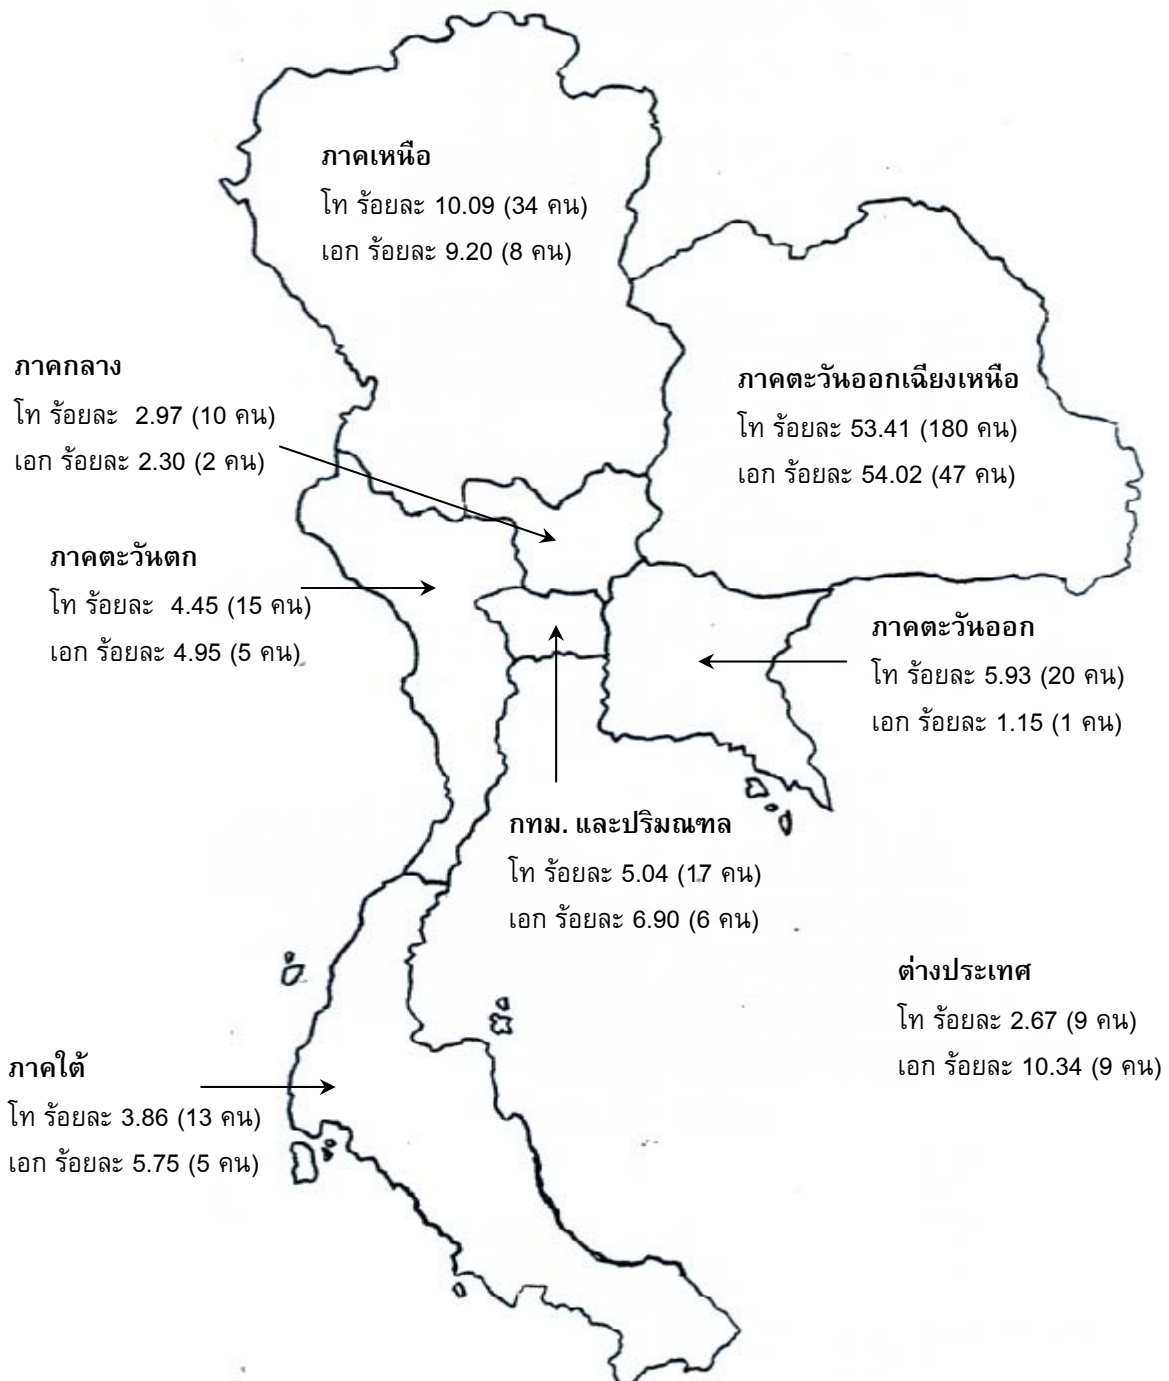 ภาคเหนือ
โท ร้อยละ 10.09 (34 คน)
เอก ร้อยละ 9.20 (8 คน)
ภาคกลาง
โท ร้อยละ 2.97 (10 คน)
เอก ร้อยละ 2.30 (2 คน)
ภาคตะวันออกเฉียงเหนือ
โท ร้อยละ 53.41 (180 คน)
เอก ร้อยละ 54.02 (47 คน)
ภาคตะวันตก
โท ร้อยละ 4.45 (15 คน)
เอก ร้อยละ 4.95 (5 คน)
ภาคตะวันออก
โท ร้อยละ 5.93 (20 คน)
เอก ร้อยละ 1.15 (1 คน)
กทม. และปริมณฑล
โท ร้อยละ 5.04 (17 คน)
เอก ร้อยละ 6.90 (6 คน)
ต่างประเทศ
โท ร้อยละ 2.67 (9 คน)
เอก ร้อยละ 10.34 (9 คน)
ภาคใต้
โท ร้อยละ 3.86 (13 คน)
เอก ร้อยละ 5.75 (5 คน)